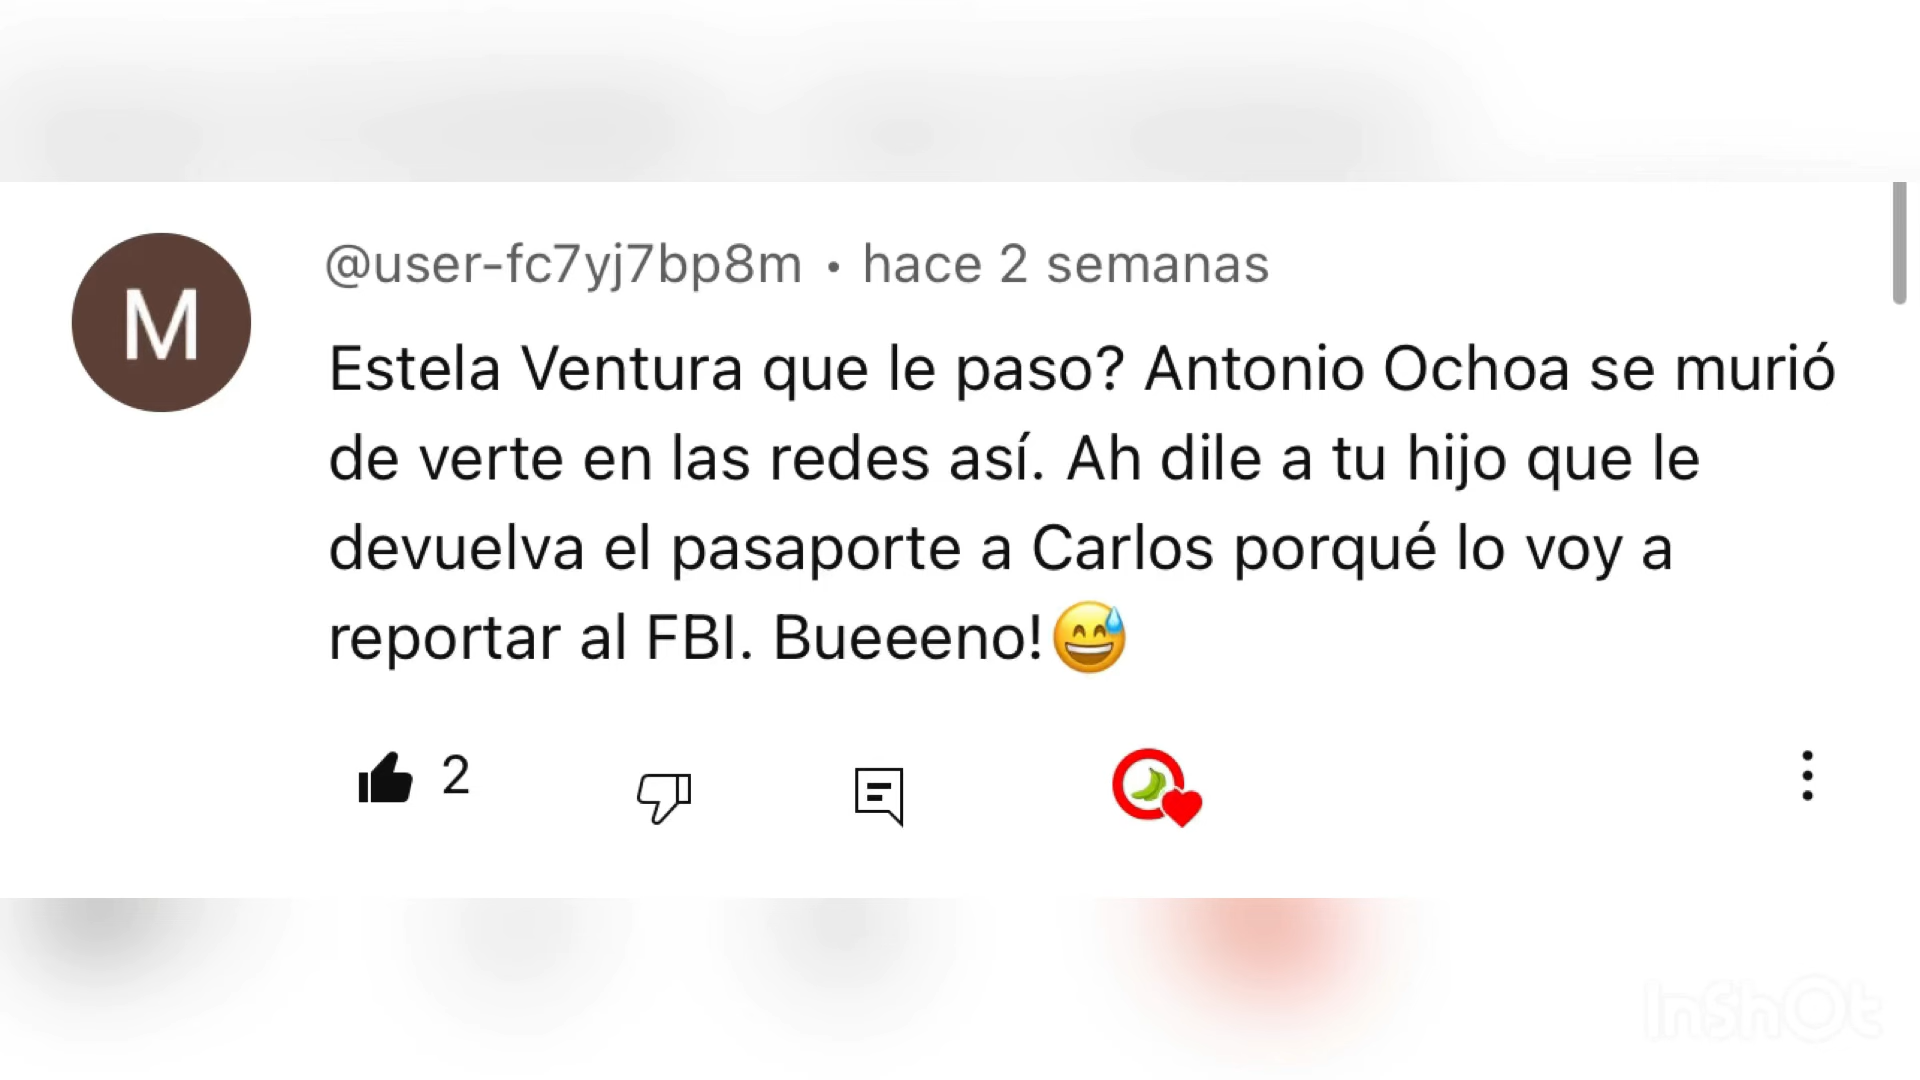 M
@user-fc7yj7bp8m • hace 2 semanas
Estela Ventura que le paso? Antonio Ochoa se murió
de verte en las redes así. Ah dile a tu hijo que le
devuelva el pasaporte a Carlos porqué lo voy a
reportar al FBI. Bueeeno!😅
2
InShOt